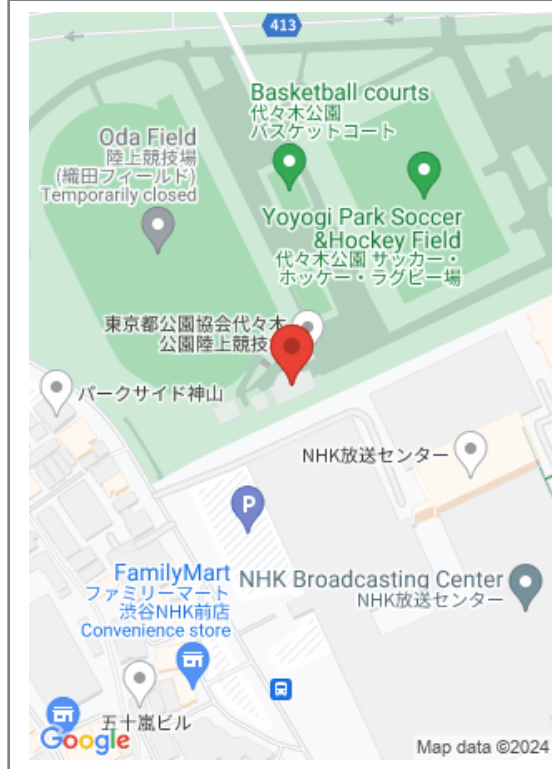 413
Basketball courts
代々木公園
バスケットコート
Oda Field
陸上競技場
(織田フィールド)
Temporarily closed
Yoyogi Park Soccer
&Hockey Field
代々木公園 サッカー・
ホッケー・ラグビー場
東京都公園協会代々木
公園陸上競技
パークサイド神山
NHK放送センター
P
FamilyMart
ファミリーマート
渋谷NHK前店
Convenience store
NHK Broadcasting Center
NHK放送センター
五十嵐ビル
Google
Map data ©2024